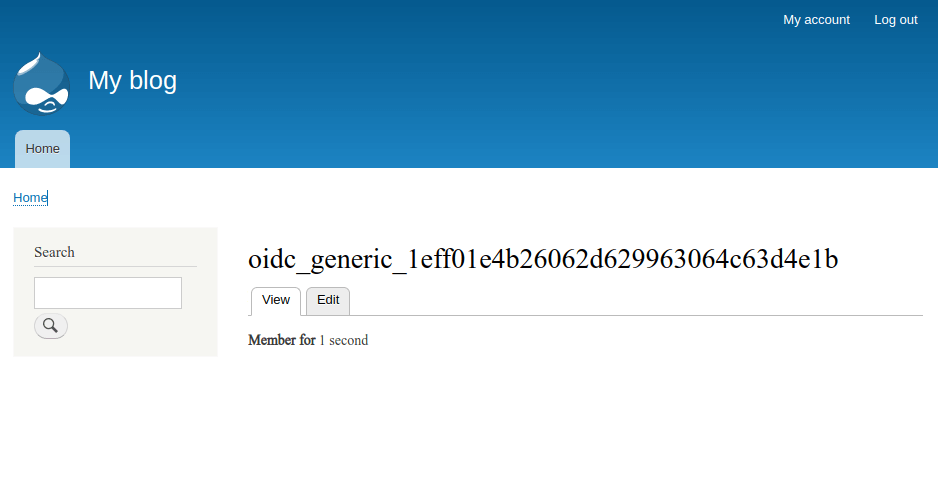 My account Log out
My blog
Home
Home
Search
oidc_generic_1eff01e4b26062d629963064c63d4e1b
View Edit
Member for 1 second